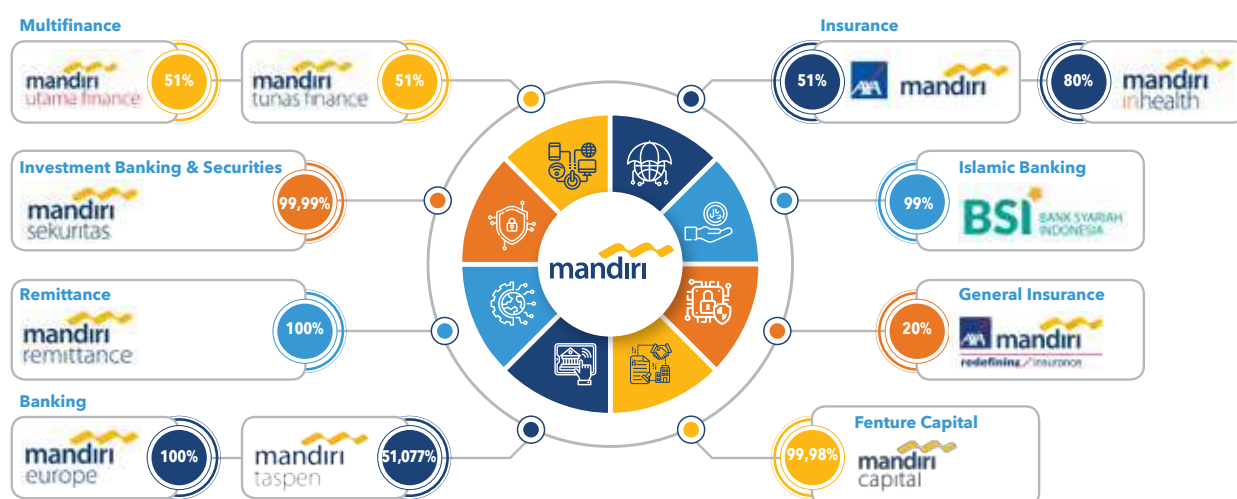 Multifinance
mandiri
utama finance
51%
mandiri
tunas finance
51%
Insurance
51%
AXA mandiri
80%
mandiri
inhealth
Investment Banking & Securities
mandiri
sekuritas
99,99%
Islamic Banking
99%
BSI BANK SYARIAH
INDONESIA
mandiri
Remittance
mandiri
remittance
100%
General Insurance
20%
AXA mandiri
redefining / insurance
Banking
mandiri
europe
100%
mandiri
taspen
51,077%
Fenture Capital
99,98%
mandiri
capital